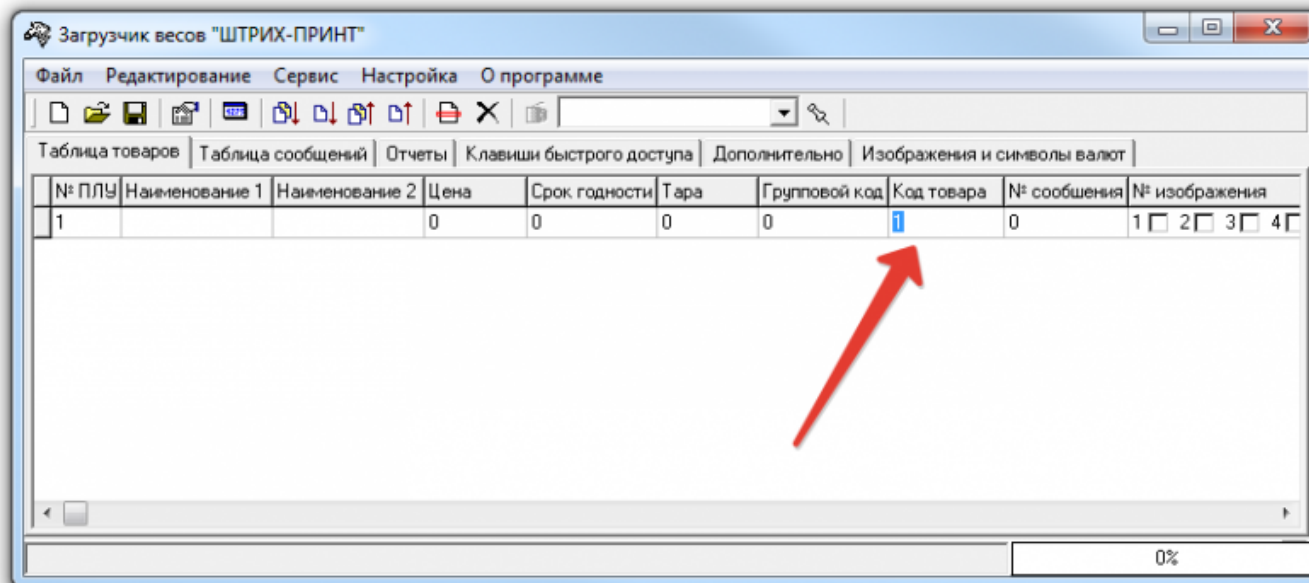 Загрузчик весов "ШТРИХ-ПРИНТ"
Файл Редактирование Сервис Настройка О программе
Таблица товаров Таблица сообщений Отчеты Клавиши быстрого доступа Дополнительно Изображения и символы валют
№ ПЛУ Наименование 1 Наименование 2 Цена Срок годности Тара Групповой код Код товара № сообшения № изображения
1 0 0 0 0 1 0 1 2 3 4
0%